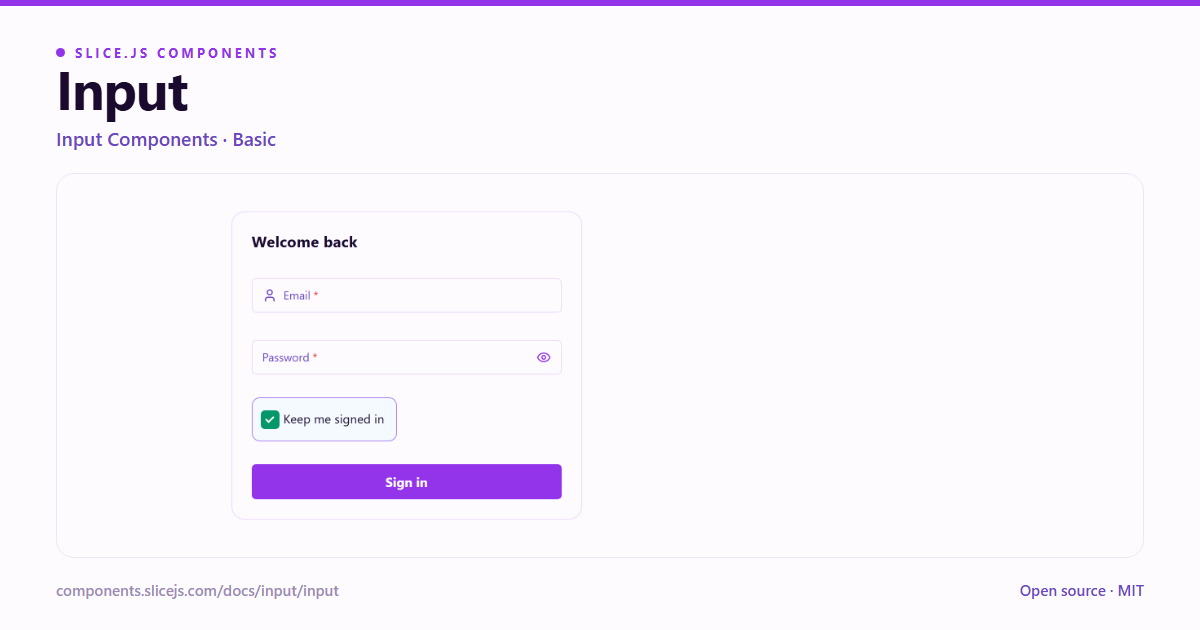 SLICE.JS COMPONENTS
Input
Input Components · Basic
Welcome back
Email *
Password *
Keep me signed in
Sign in
components.slicejs.com/docs/input/input
Open source · MIT